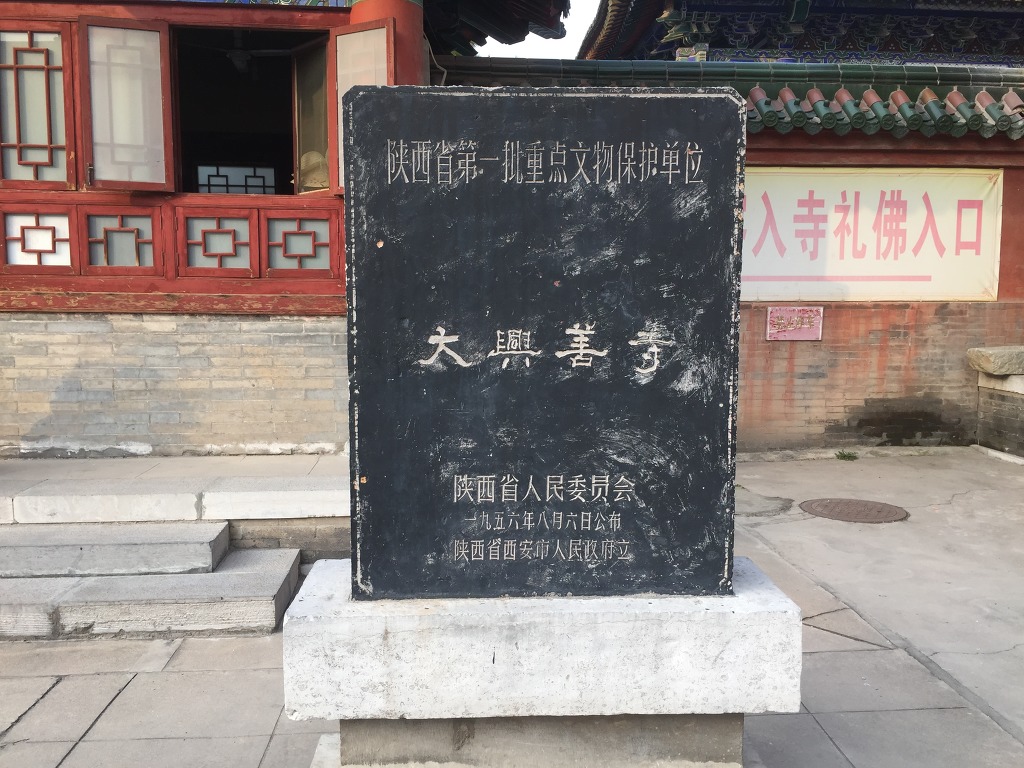 陕西省第一批重点文物保护单位
大興善寺
陕西省人民委员会
一九五六年八月六日公布
陕西省西安市人民政府立
入寺礼佛入口